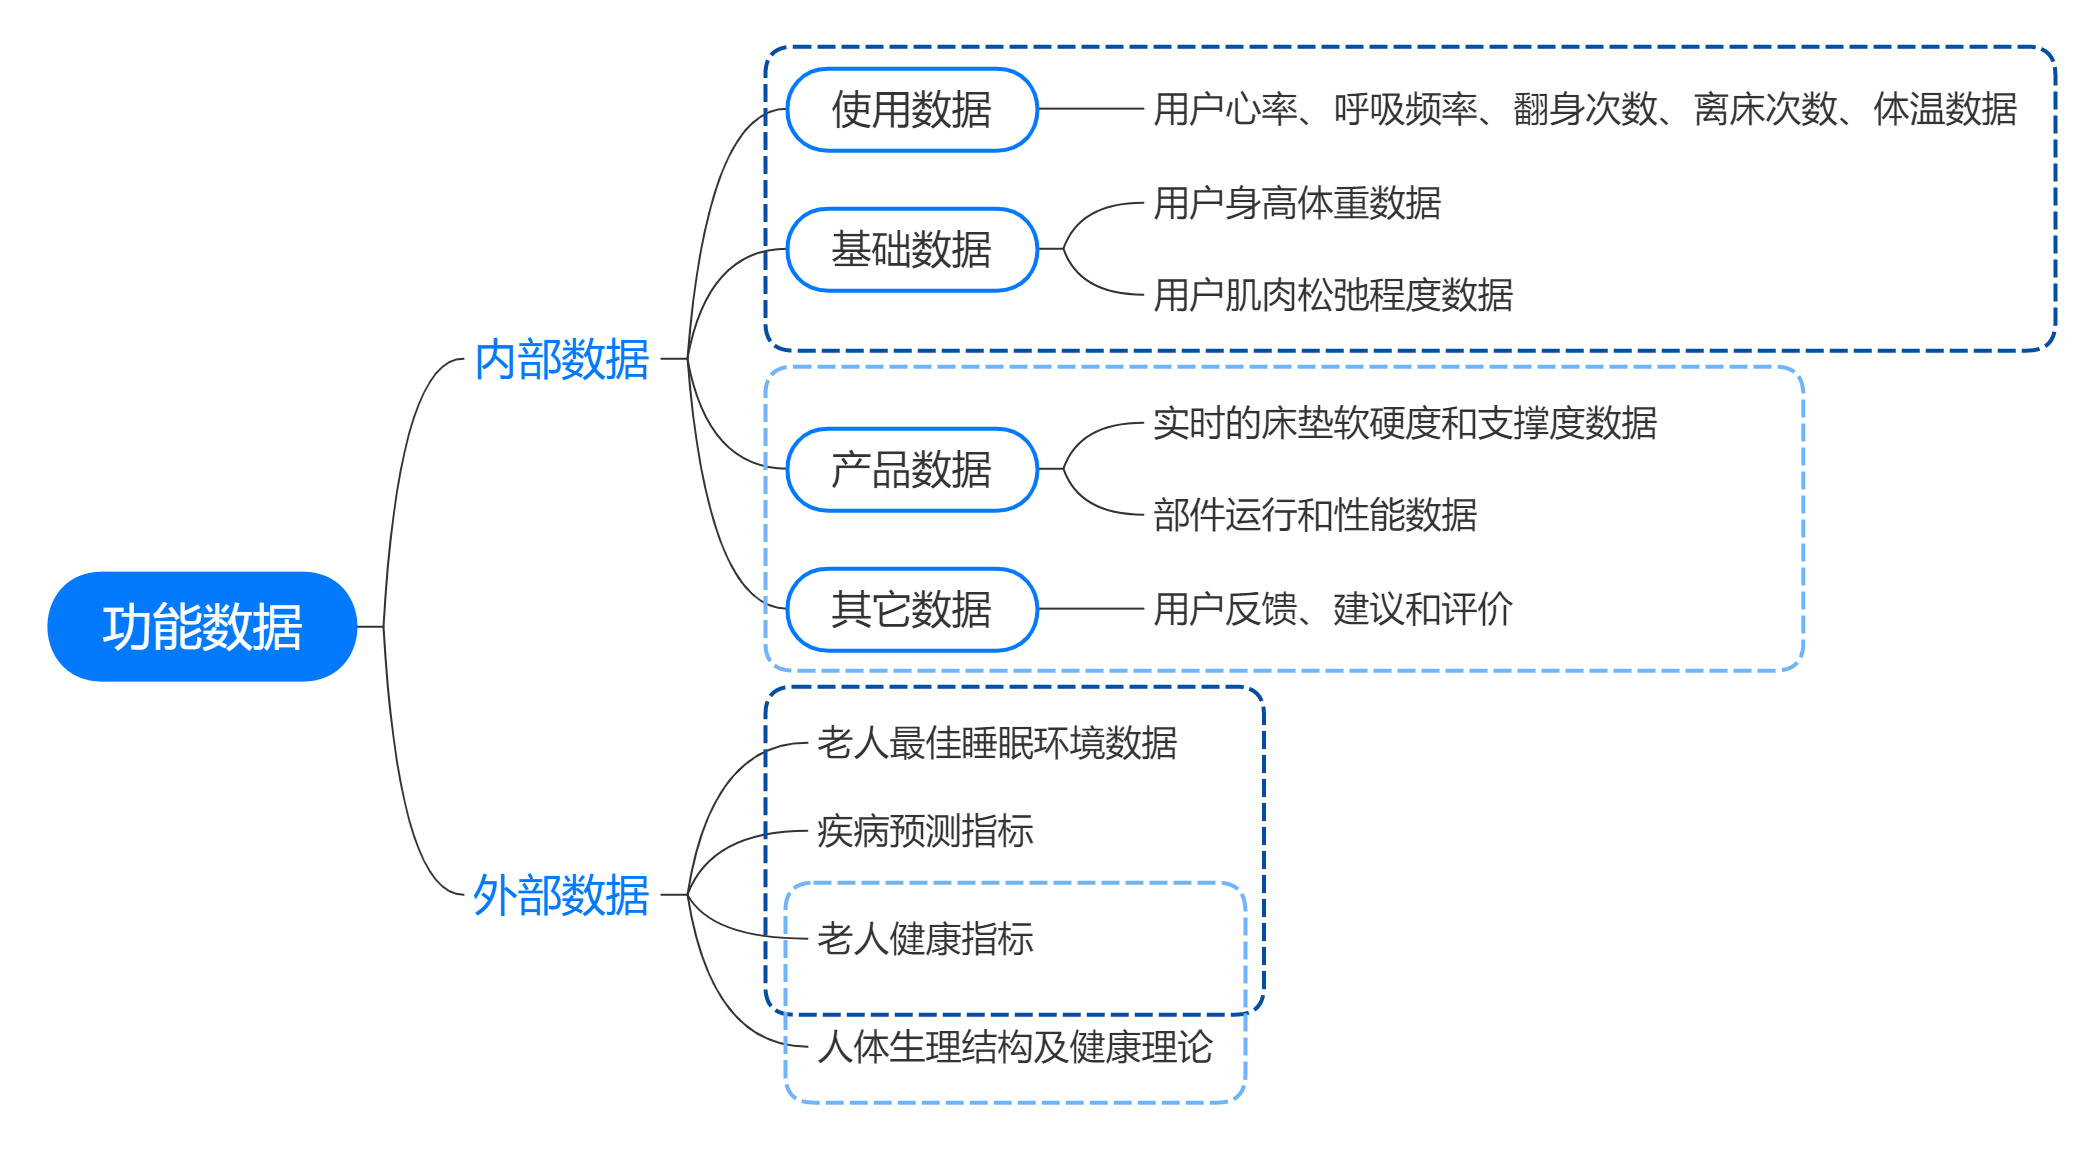 功能数据
内部数据
使用数据
用户心率、呼吸频率、翻身次数、离床次数、体温数据
基础数据
用户身高体重数据
用户肌肉松弛程度数据
产品数据
实时的床垫软硬度和支撑度数据
部件运行和性能数据
其它数据
用户反馈、建议和评价
外部数据
老人最佳睡眠环境数据
疾病预测指标
老人健康指标
人体生理结构及健康理论